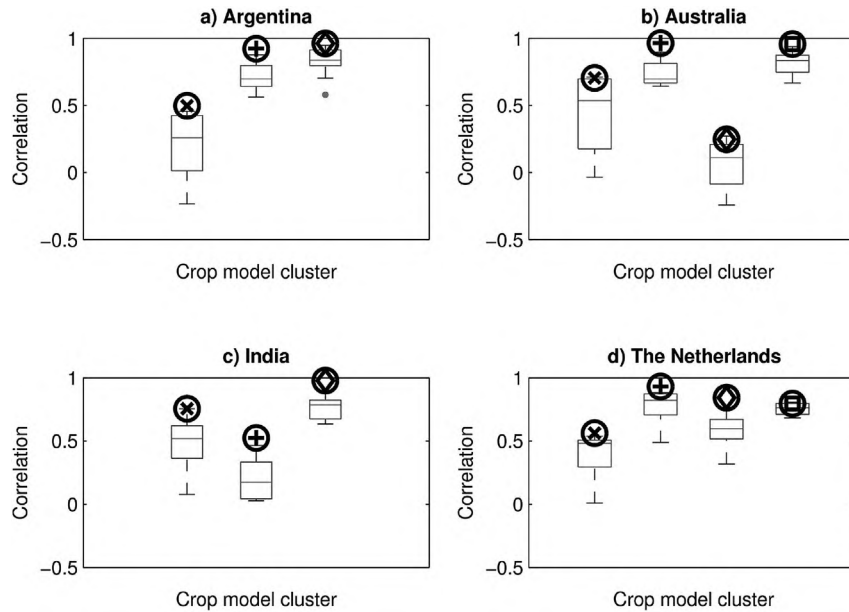 a) Argentina
1
0.5
0
−0.5
Correlation
Crop model cluster
b) Australia
1
0.5
0
−0.5
Correlation
Crop model cluster
c) India
1
0.5
0
−0.5
Correlation
Crop model cluster
d) The Netherlands
1
0.5
0
−0.5
Correlation
Crop model cluster